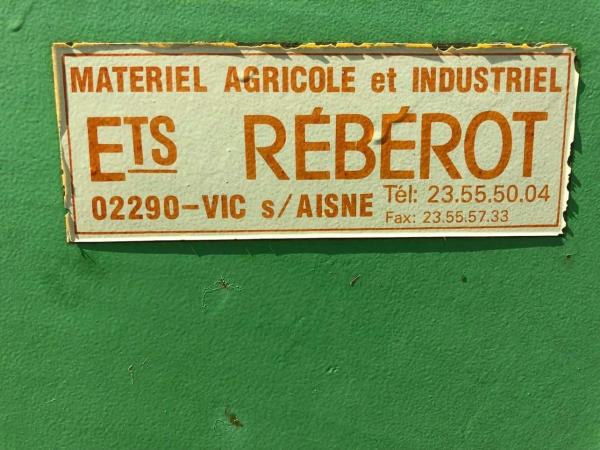 MATERIEL AGRICOLE et INDUSTRIEL
ETS RÉBÉROT
02290-VIC s/AISNE Tél: 23.55.50.04
Fax: 23.55.57.33